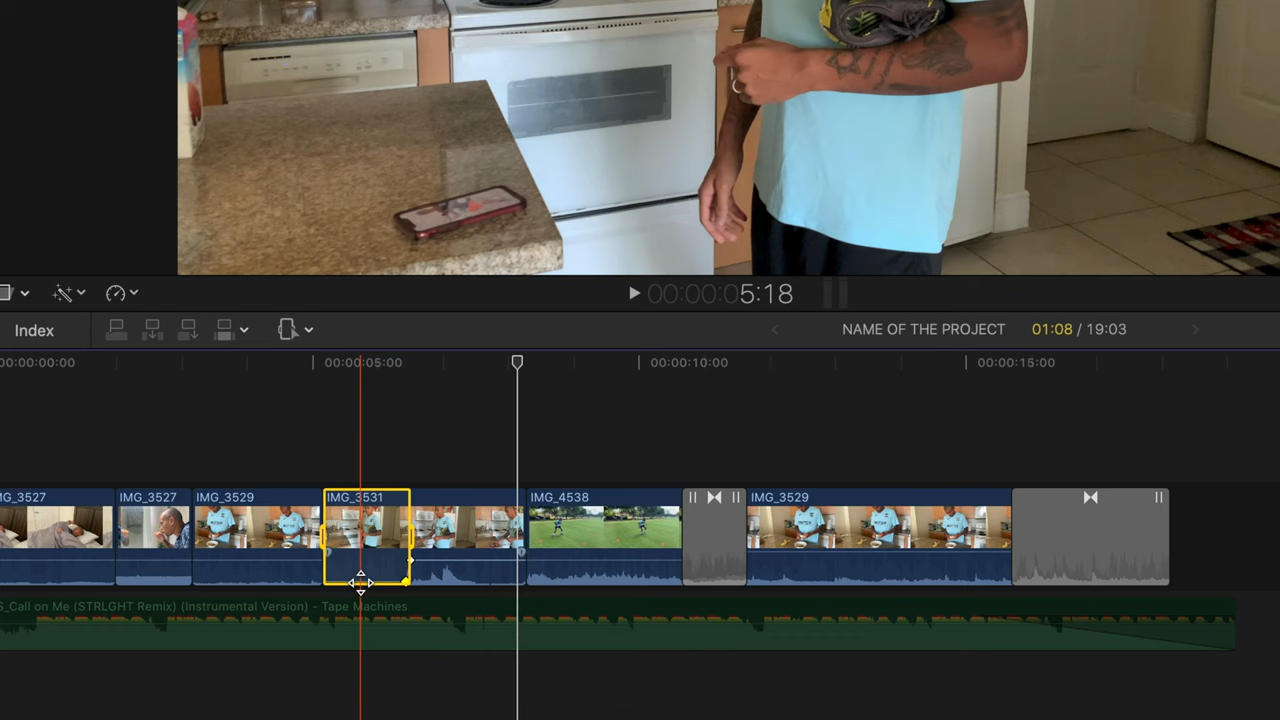 00:00:05:18
Index
NAME OF THE PROJECT 01:08 / 19:03
00:00:00:00 00:00:05:00 00:00:10:00 00:00:15:00
IMG_3527 IMG_3527 IMG_3529 IMG_3531 IMG_4538 IMG_3529
S_Call on Me (STRLGHT Remix) (Instrumental Version) - Tape Machines